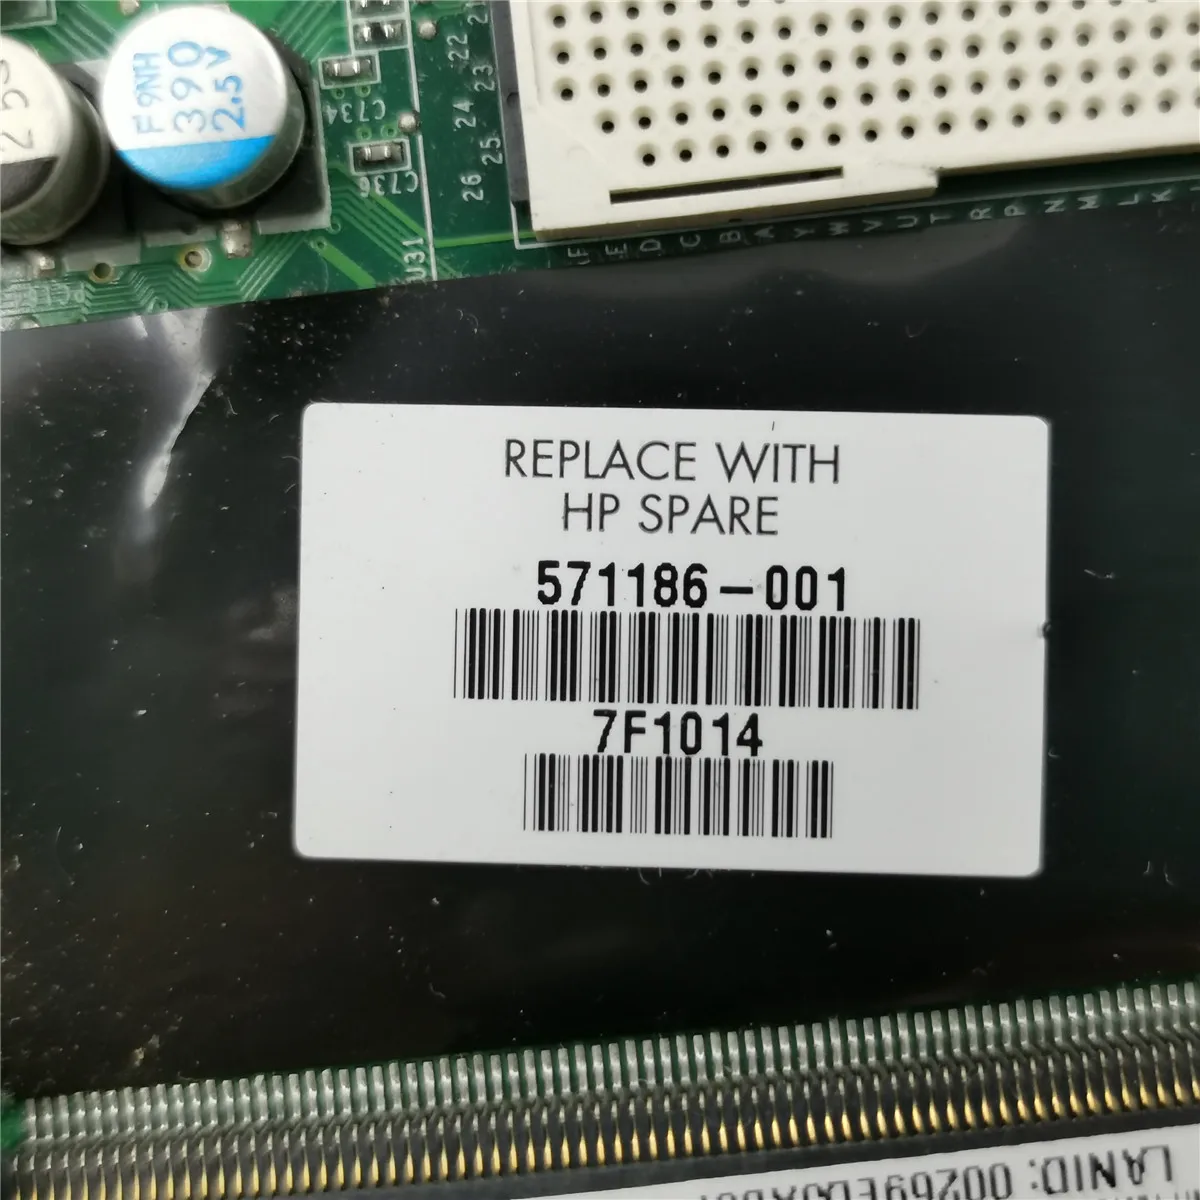 F9NH
390
2.5V
C734
C736
U31
22
23
24
25
26
E D C B A Y W V U T R P N M L K
REPLACE WITH
HP SPARE
571186-001
7F1014